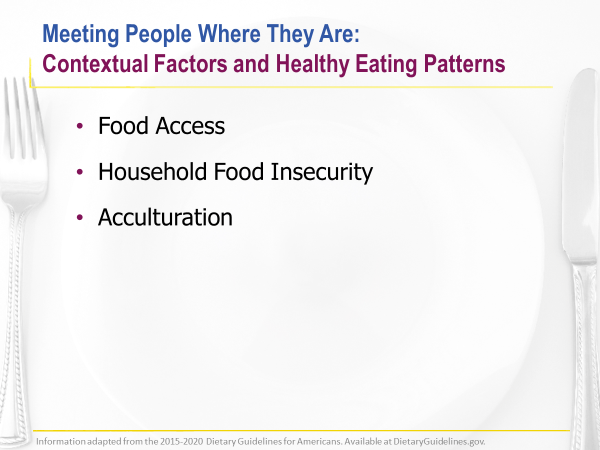 Meeting People Where They Are:
Contextual Factors and Healthy Eating Patterns
• Food Access
• Household Food Insecurity
• Acculturation
Information adapted from the 2015-2020 Dietary Guidelines for Americans. Available at DietaryGuidelines.gov.